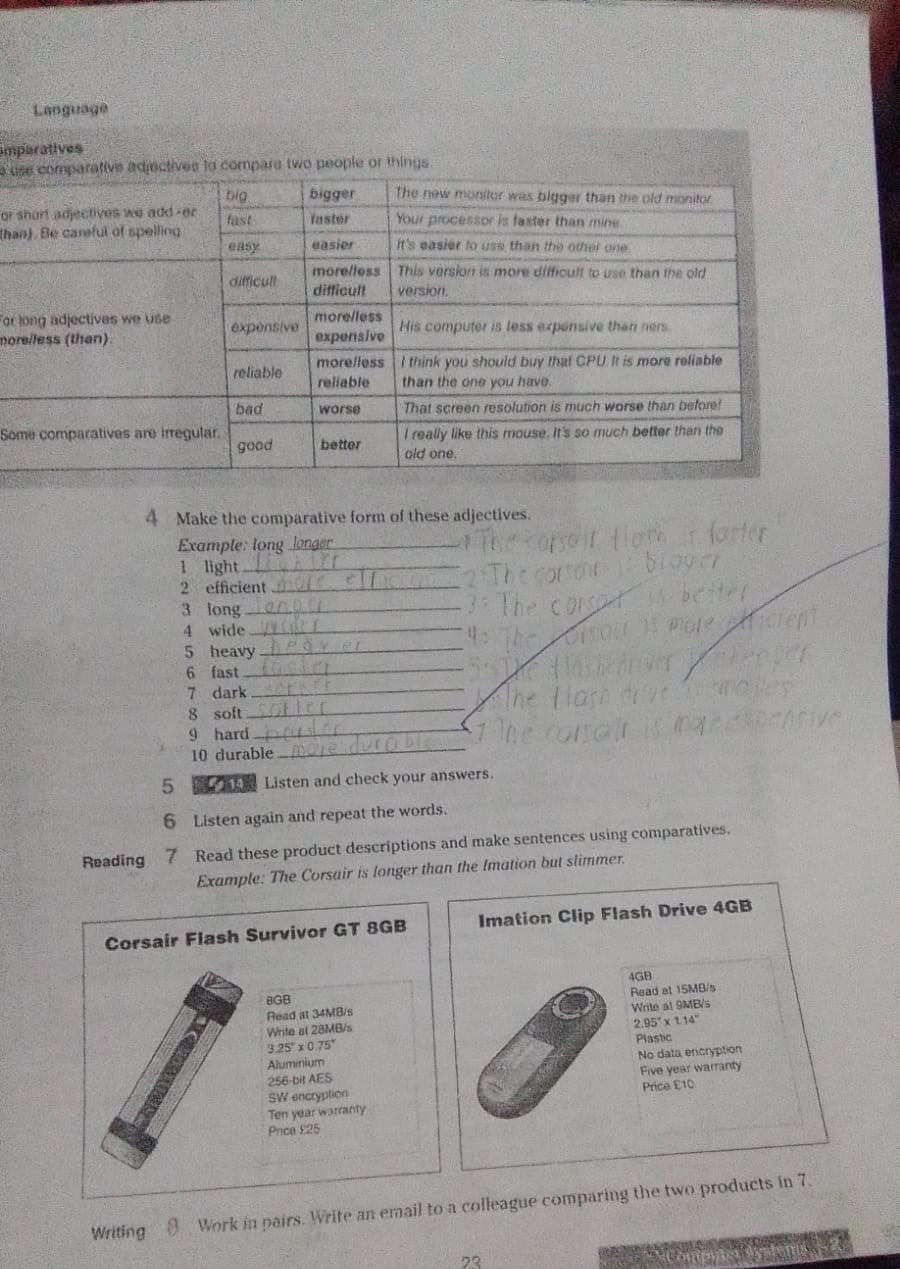 Language
omparatives
use comparative adjectives to compare two people or things.
or short adjectives we add -er
than). Be careful of spelling
big bigger The new monitor was bigger than the old monitor.
fast faster Your processor is faster than mine.
easy easier It's easier to use than the other one.
For long adjectives we use
more/less (than).
difficult more/less difficult This version is more difficult to use than the old version.
expensive more/less expensive His computer is less expensive than hers.
reliable more/less reliable I think you should buy that CPU. It is more reliable than the one you have.
Some comparatives are irregular.
bad worse That screen resolution is much worse than before!
good better I really like this mouse. It's so much better than the old one.
4 Make the comparative form of these adjectives.
Example: long longer
1 light lighter
2 efficient more efficient
3 long longer
4 wide wider
5 heavy heavier
6 fast faster
7 dark darker
8 soft softer
9 hard harder
10 durable more durable
1 The corsair flash is faster
2: The corsair is bigger
3: The corsair is better
4: The corsair is more efficient
5: The flash driver is cheaper
The flash drive is smaller
7 The corsair is more expensive
5 14 Listen and check your answers.
6 Listen again and repeat the words.
Reading 7 Read these product descriptions and make sentences using comparatives.
Example: The Corsair is longer than the Imation but slimmer.
Corsair Flash Survivor GT 8GB
8GB
Read at 34MB/s
Write at 28MB/s
3.25" x 0.75"
Aluminium
256-bit AES
SW encryption
Ten year warranty
Price £25
Imation Clip Flash Drive 4GB
4GB
Read at 15MB/s
Write at 9MB/s
2.95" x 1.14"
Plastic
No data encryption
Five year warranty
Price £10
Writing 8 Work in pairs. Write an email to a colleague comparing the two products in 7.
23
Computer systems 2